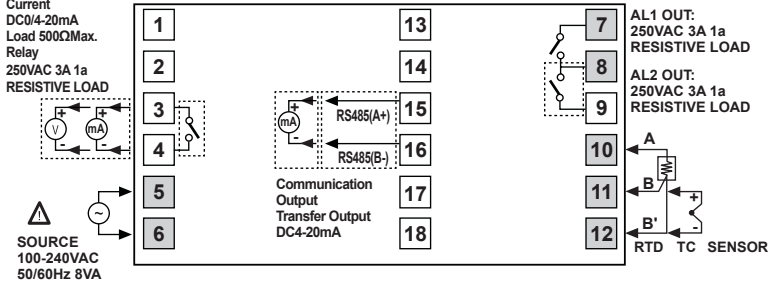 Current
DC0/4-20mA
Load 500ΩMax.
Relay
250VAC 3A 1a
RESISTIVE LOAD
V
+
-
mA
+
-
1
2
3
4
5
6
~
SOURCE
100-240VAC
50/60Hz 8VA
13
14
15
16
17
18
mA
+
-
RS485(A+)
RS485(B-)
Communication
Output
Transfer Output
DC4-20mA
7
8
9
10
11
12
AL1 OUT:
250VAC 3A 1a
RESISTIVE LOAD
AL2 OUT:
250VAC 3A 1a
RESISTIVE LOAD
A
B
B'
+
-
RTD TC SENSOR